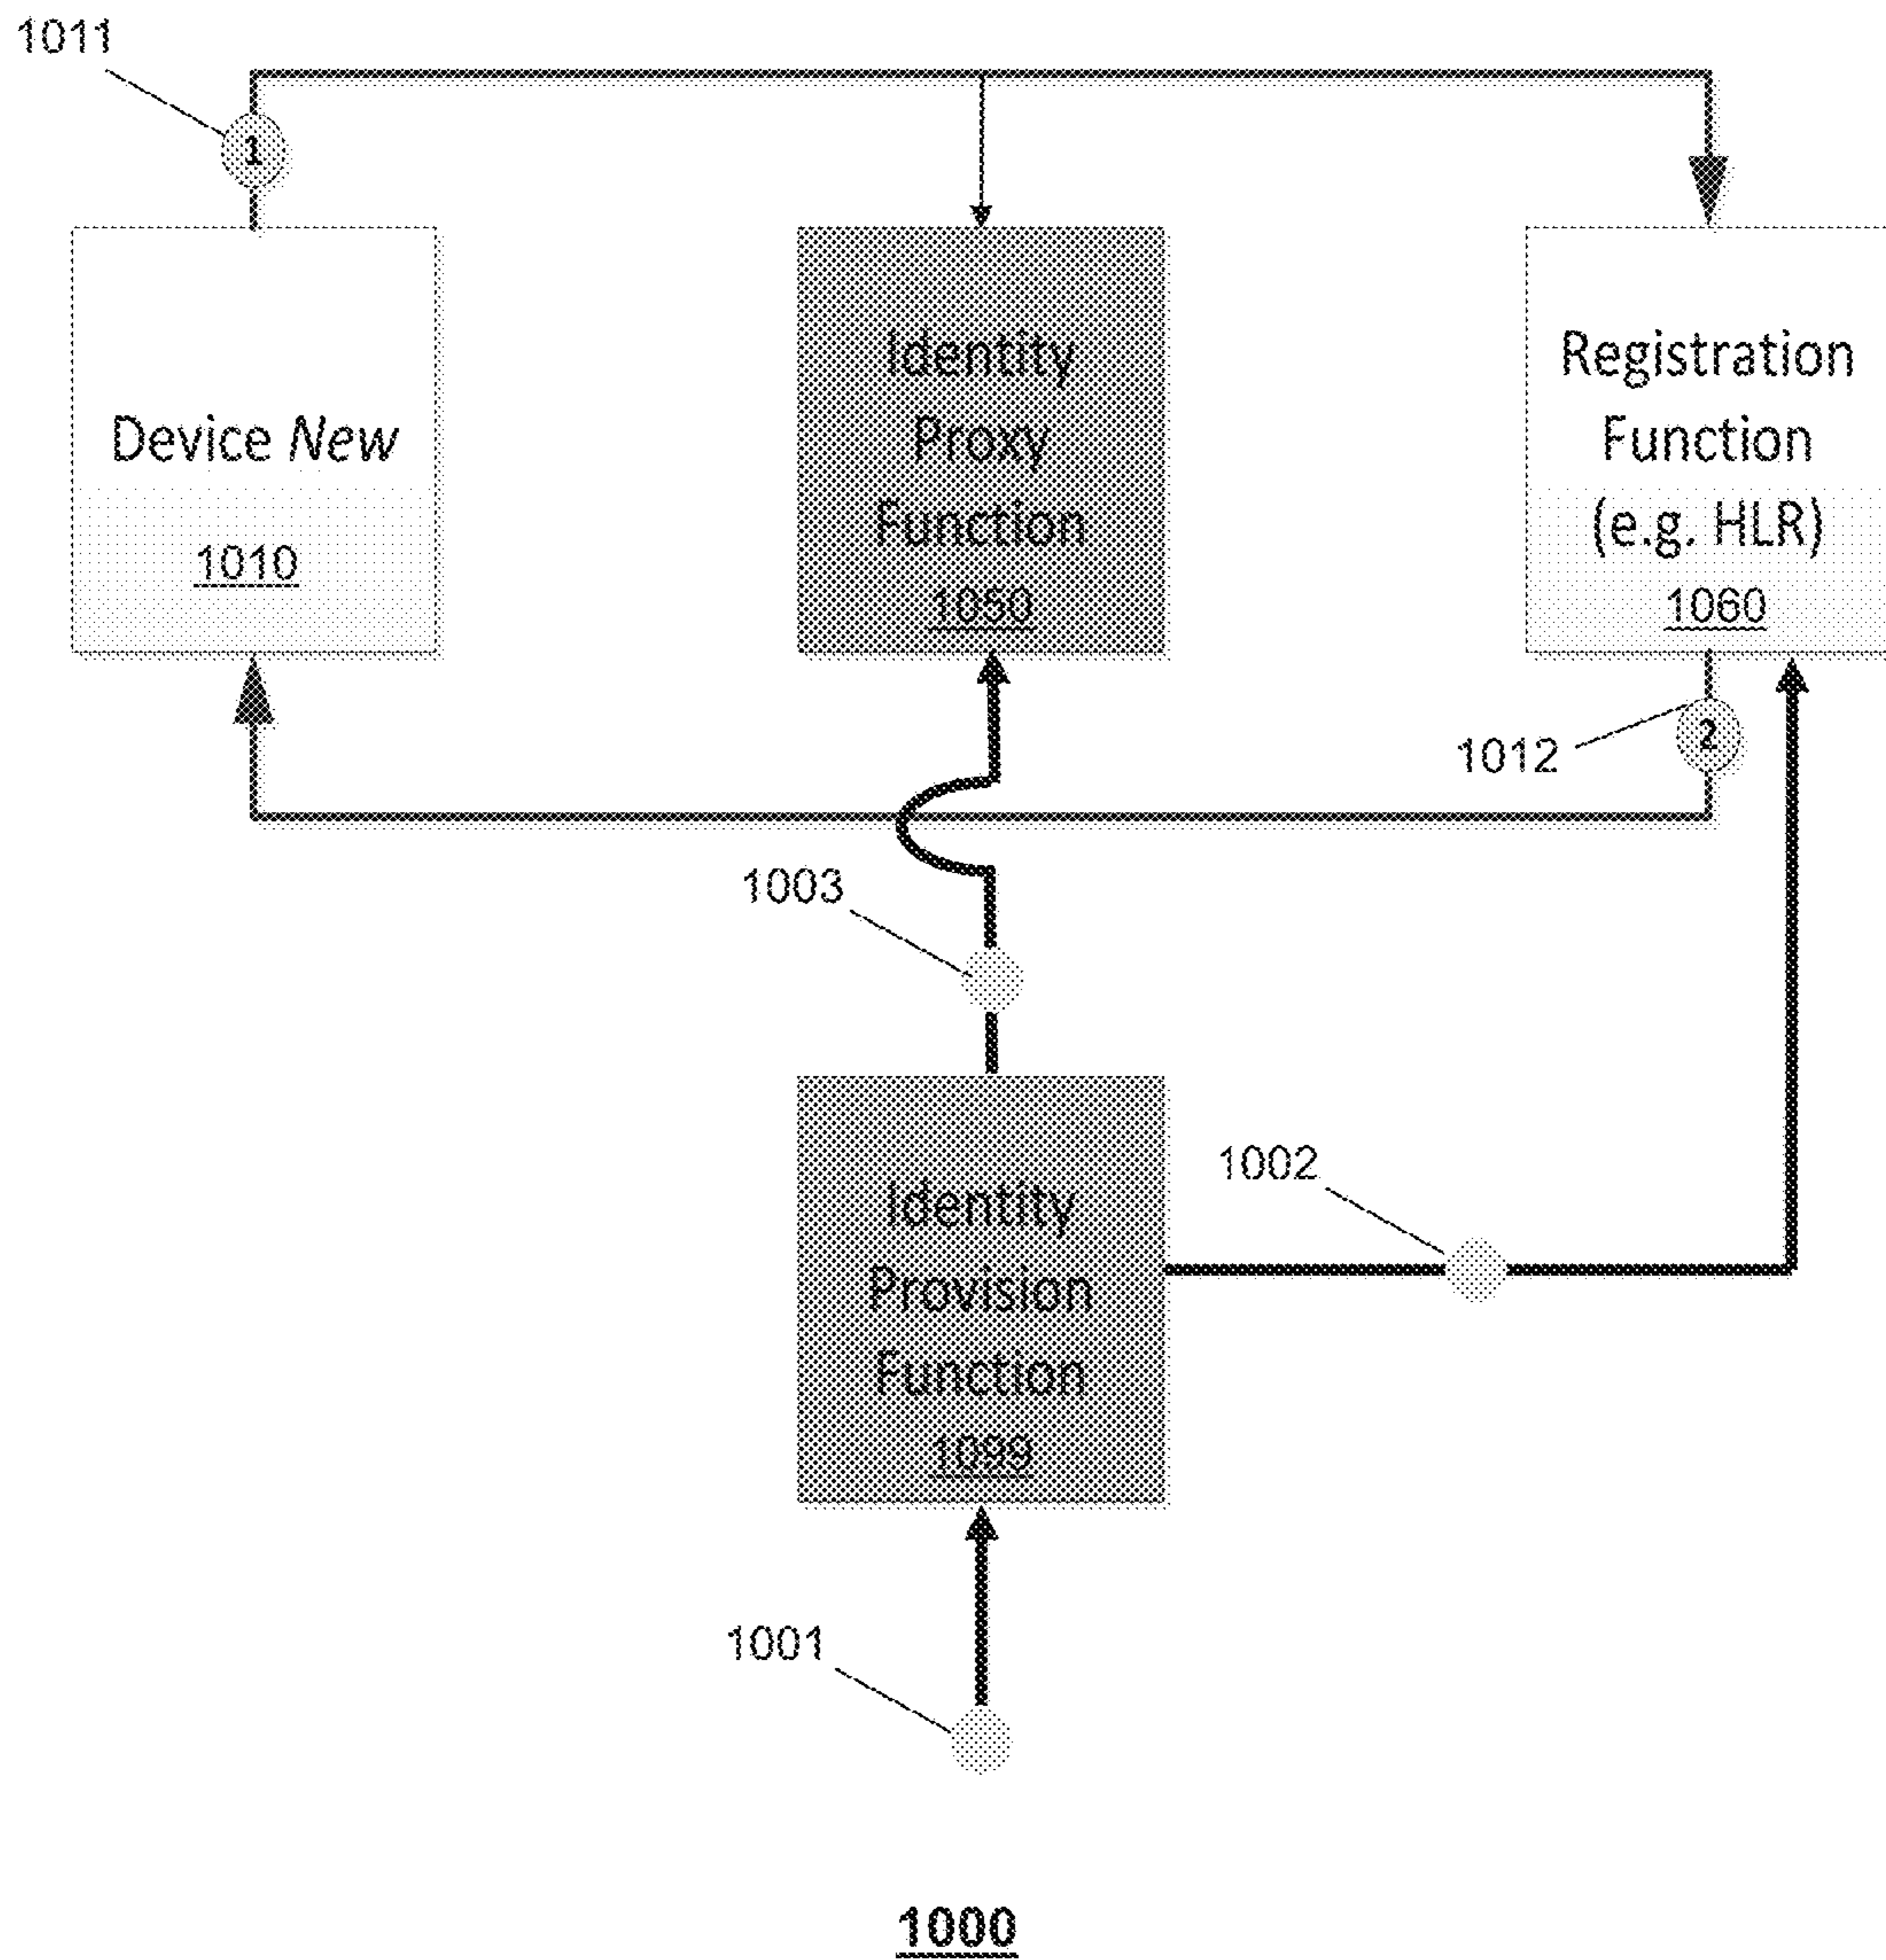 1011
1
Device New
1010
Identity
Proxy
Function
1050
Registration
Function
(e.g. HLR)
1060
1012
2
1003
Identity
Provision
Function
1099
1002
1001
1000